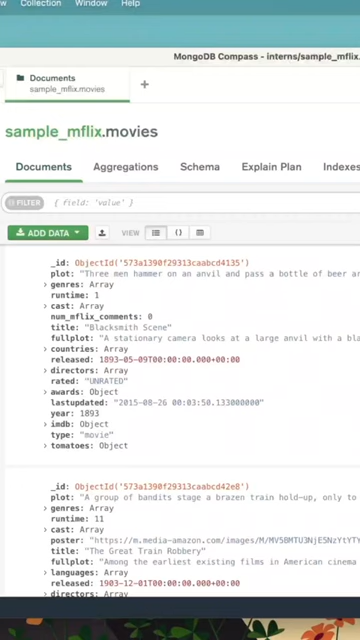 Collection Window Help
MongoDB Compass - interns/sample_mflix.
Documents
sample_mflix.movies
sample_mflix.movies
Documents Aggregations Schema Explain Plan Indexes
FILTER { field: 'value' }
ADD DATA VIEW { }
_id: ObjectId('573a1390f29313caabcd4135')
plot: "Three men hammer on an anvil and pass a bottle of beer ar
genres: Array
runtime: 1
cast: Array
num_mflix_comments: 0
title: "Blacksmith Scene"
fullplot: "A stationary camera looks at a large anvil with a bla
countries: Array
released: 1893-05-09T00:00:00.000+00:00
directors: Array
rated: "UNRATED"
awards: Object
lastupdated: "2015-08-26 00:03:50.133000000"
year: 1893
imdb: Object
type: "movie"
tomatoes: Object
_id: ObjectId('573a1390f29313caabcd42e8')
plot: "A group of bandits stage a brazen train hold-up, only to
genres: Array
runtime: 11
cast: Array
poster: "https://m.media-amazon.com/images/M/MV5BMTU3NjE5NzYtYTY
title: "The Great Train Robbery"
fullplot: "Among the earliest existing films in American cinema
languages: Array
released: 1903-12-01T00:00:00.000+00:00
directors: Array